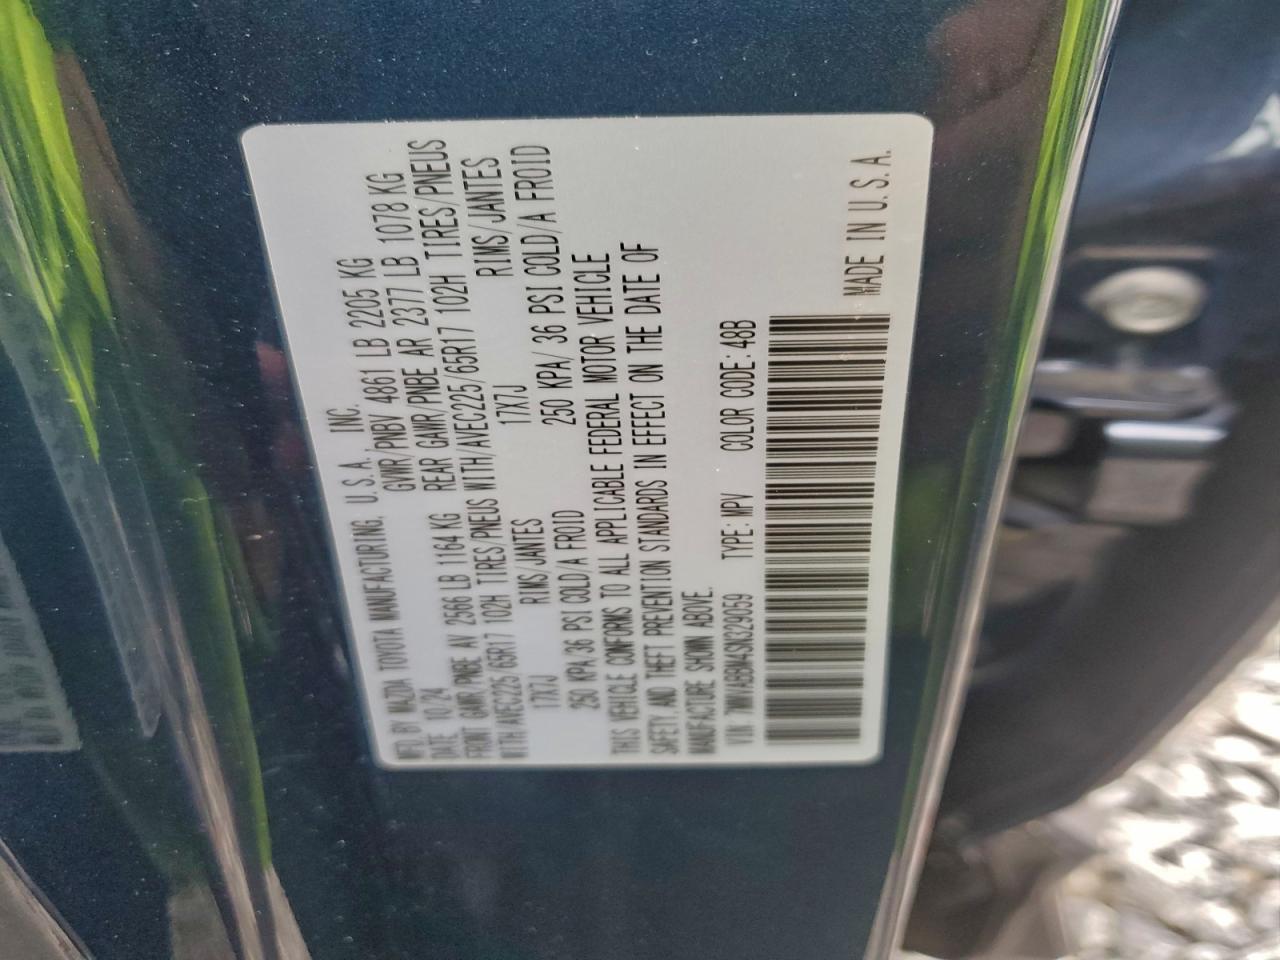 MFD. BY MAZDA TOYOTA MANUFACTURING, U.S.A., INC.
DATE: 10/24 GVWR/PNBV 4861 LB 2205 KG
FRONT GAWR/PNBE AV 2566 LB 1164 KG REAR GAWR/PNBE AR 2377 LB 1078 KG
WITH/AVEC225/65R17 102H TIRES/PNEUS WITH/AVEC225/65R17 102H TIRES/PNEUS
17X7J RIMS/JANTES 17X7J RIMS/JANTES
250 KPA/36 PSI COLD/A FROID 250 KPA/ 36 PSI COLD/A FROID
THIS VEHICLE CONFORMS TO ALL APPLICABLE FEDERAL MOTOR VEHICLE
SAFETY, AND THEFT PREVENTION STANDARDS IN EFFECT ON THE DATE OF
MANUFACTURE SHOWN ABOVE.
VIN: TYPE: MPV COLOR CODE: 48B
MADE IN U.S.A.